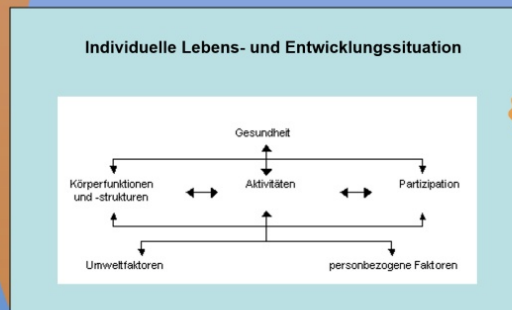 Individuelle Lebens- und Entwicklungssituation
Gesundheit
Körperfunktionen
und -strukturen
Aktivitäten
Partizipation
Umweltfaktoren
personbezogene Faktoren